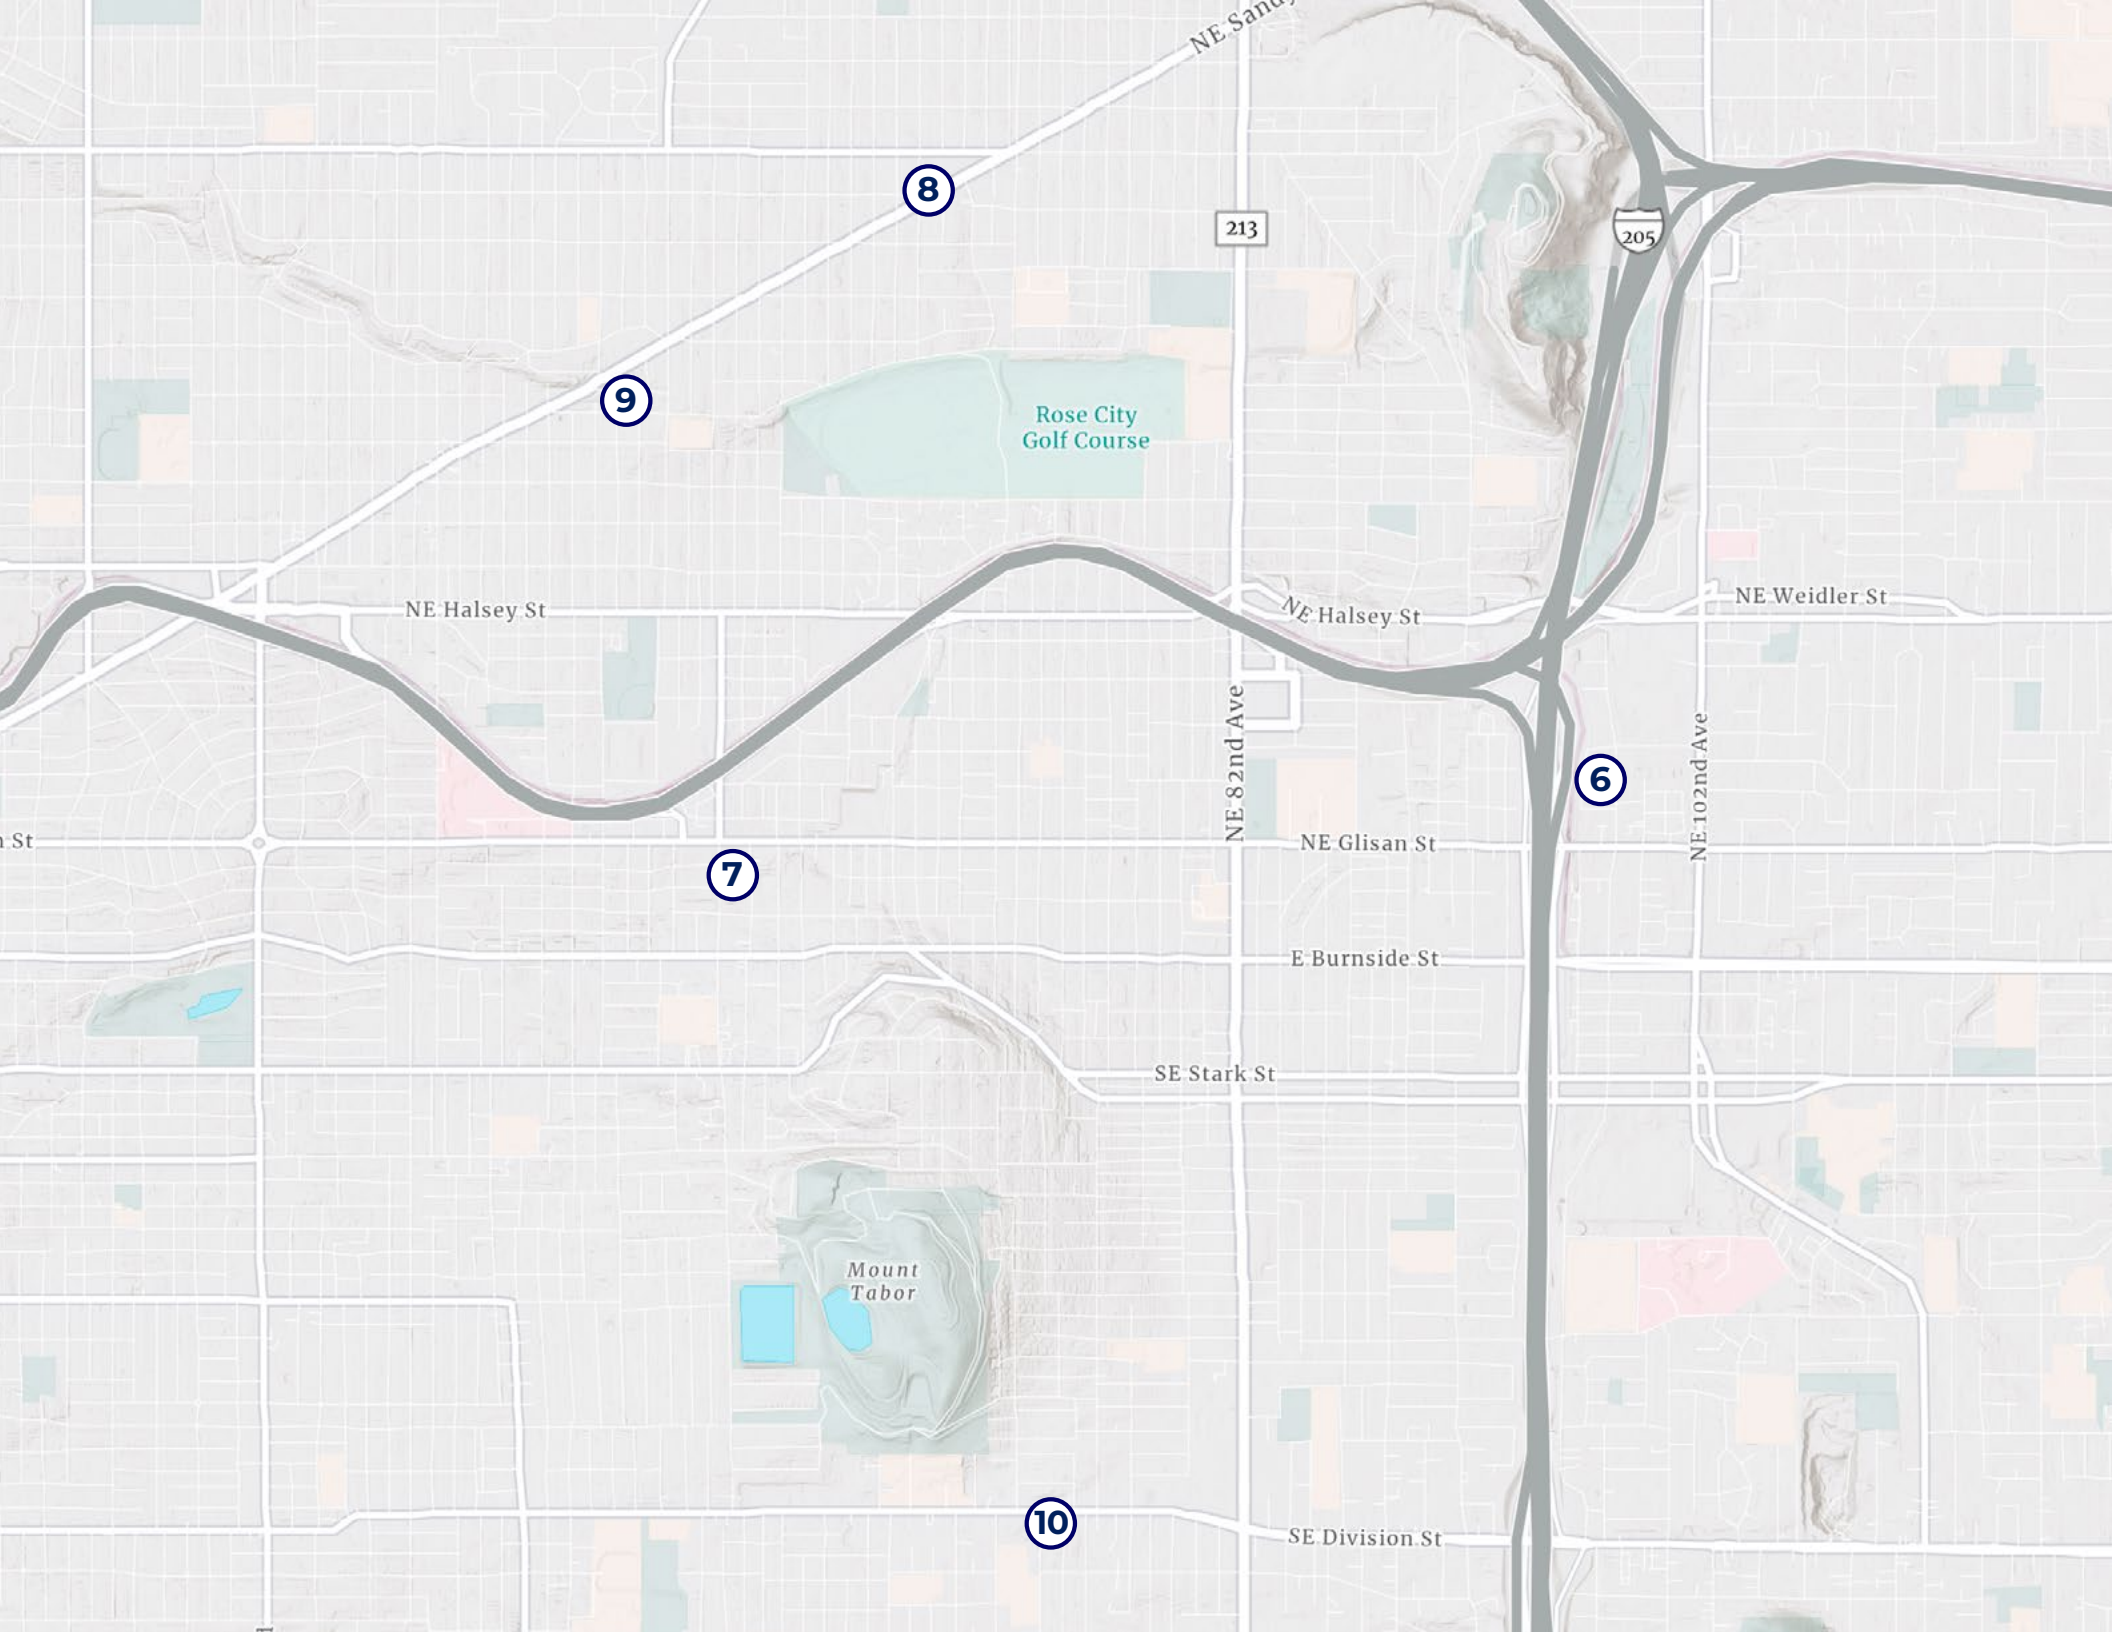 NE Sandy
8
213
205
9
Rose City
Golf Course
NE Halsey St
NE Halsey St
NE Weidler St
NE 82nd Ave
NE 102nd Ave
6
St
NE Glisan St
7
E Burnside St
SE Stark St
Mount
Tabor
10
SE Division St